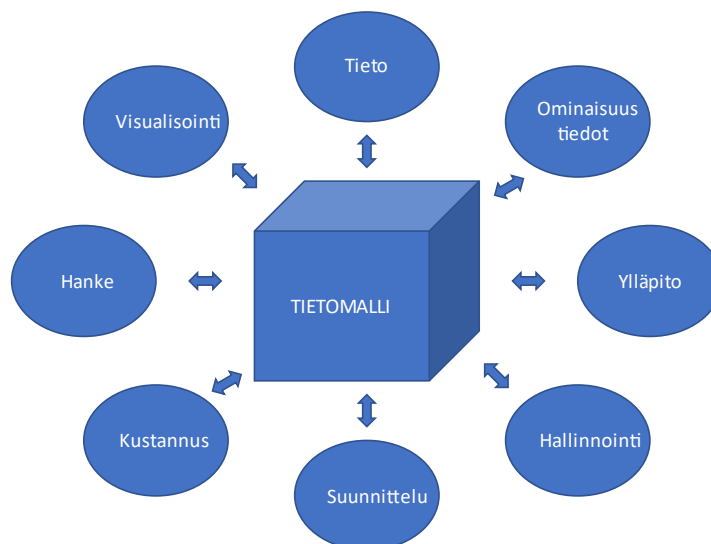 Tieto
Visualisointi
Ominaisuus
tiedot
Hanke
TIETOMALLI
Ylläpito
Kustannus
Hallinnointi
Suunnittelu